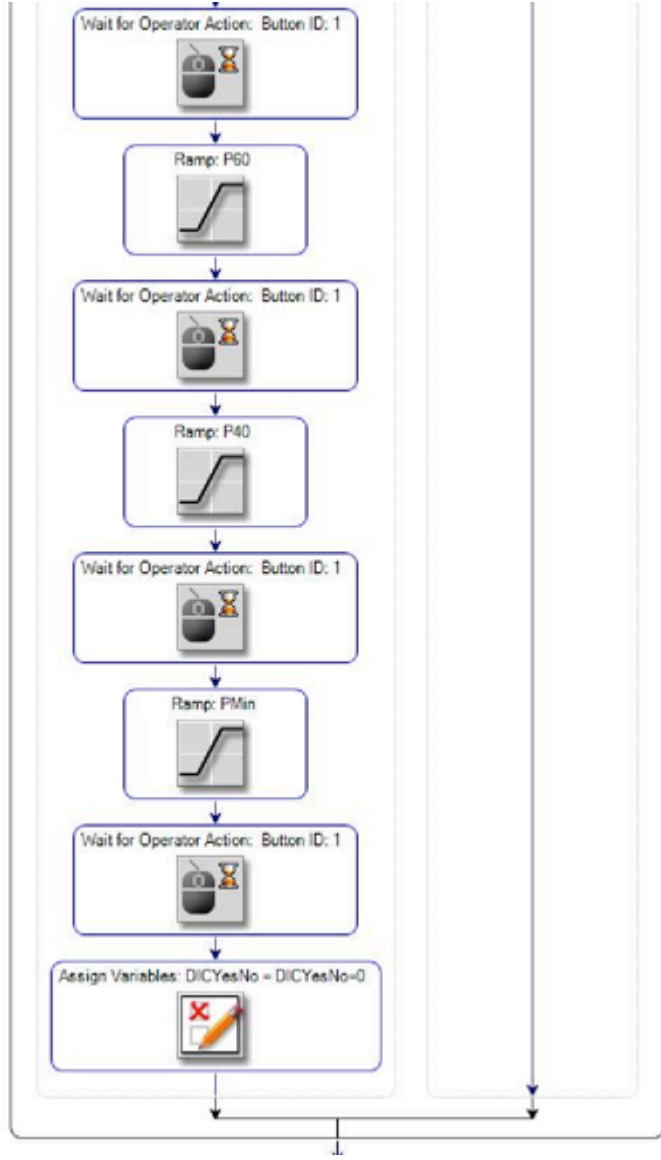 Wait for Operator Action: Button ID: 1
Ramp: P60
Wait for Operator Action: Button ID: 1
Ramp: P40
Wait for Operator Action: Button ID: 1
Ramp: PMin
Wait for Operator Action: Button ID: 1
Assign Variables: DICYesNo = DICYesNo=0